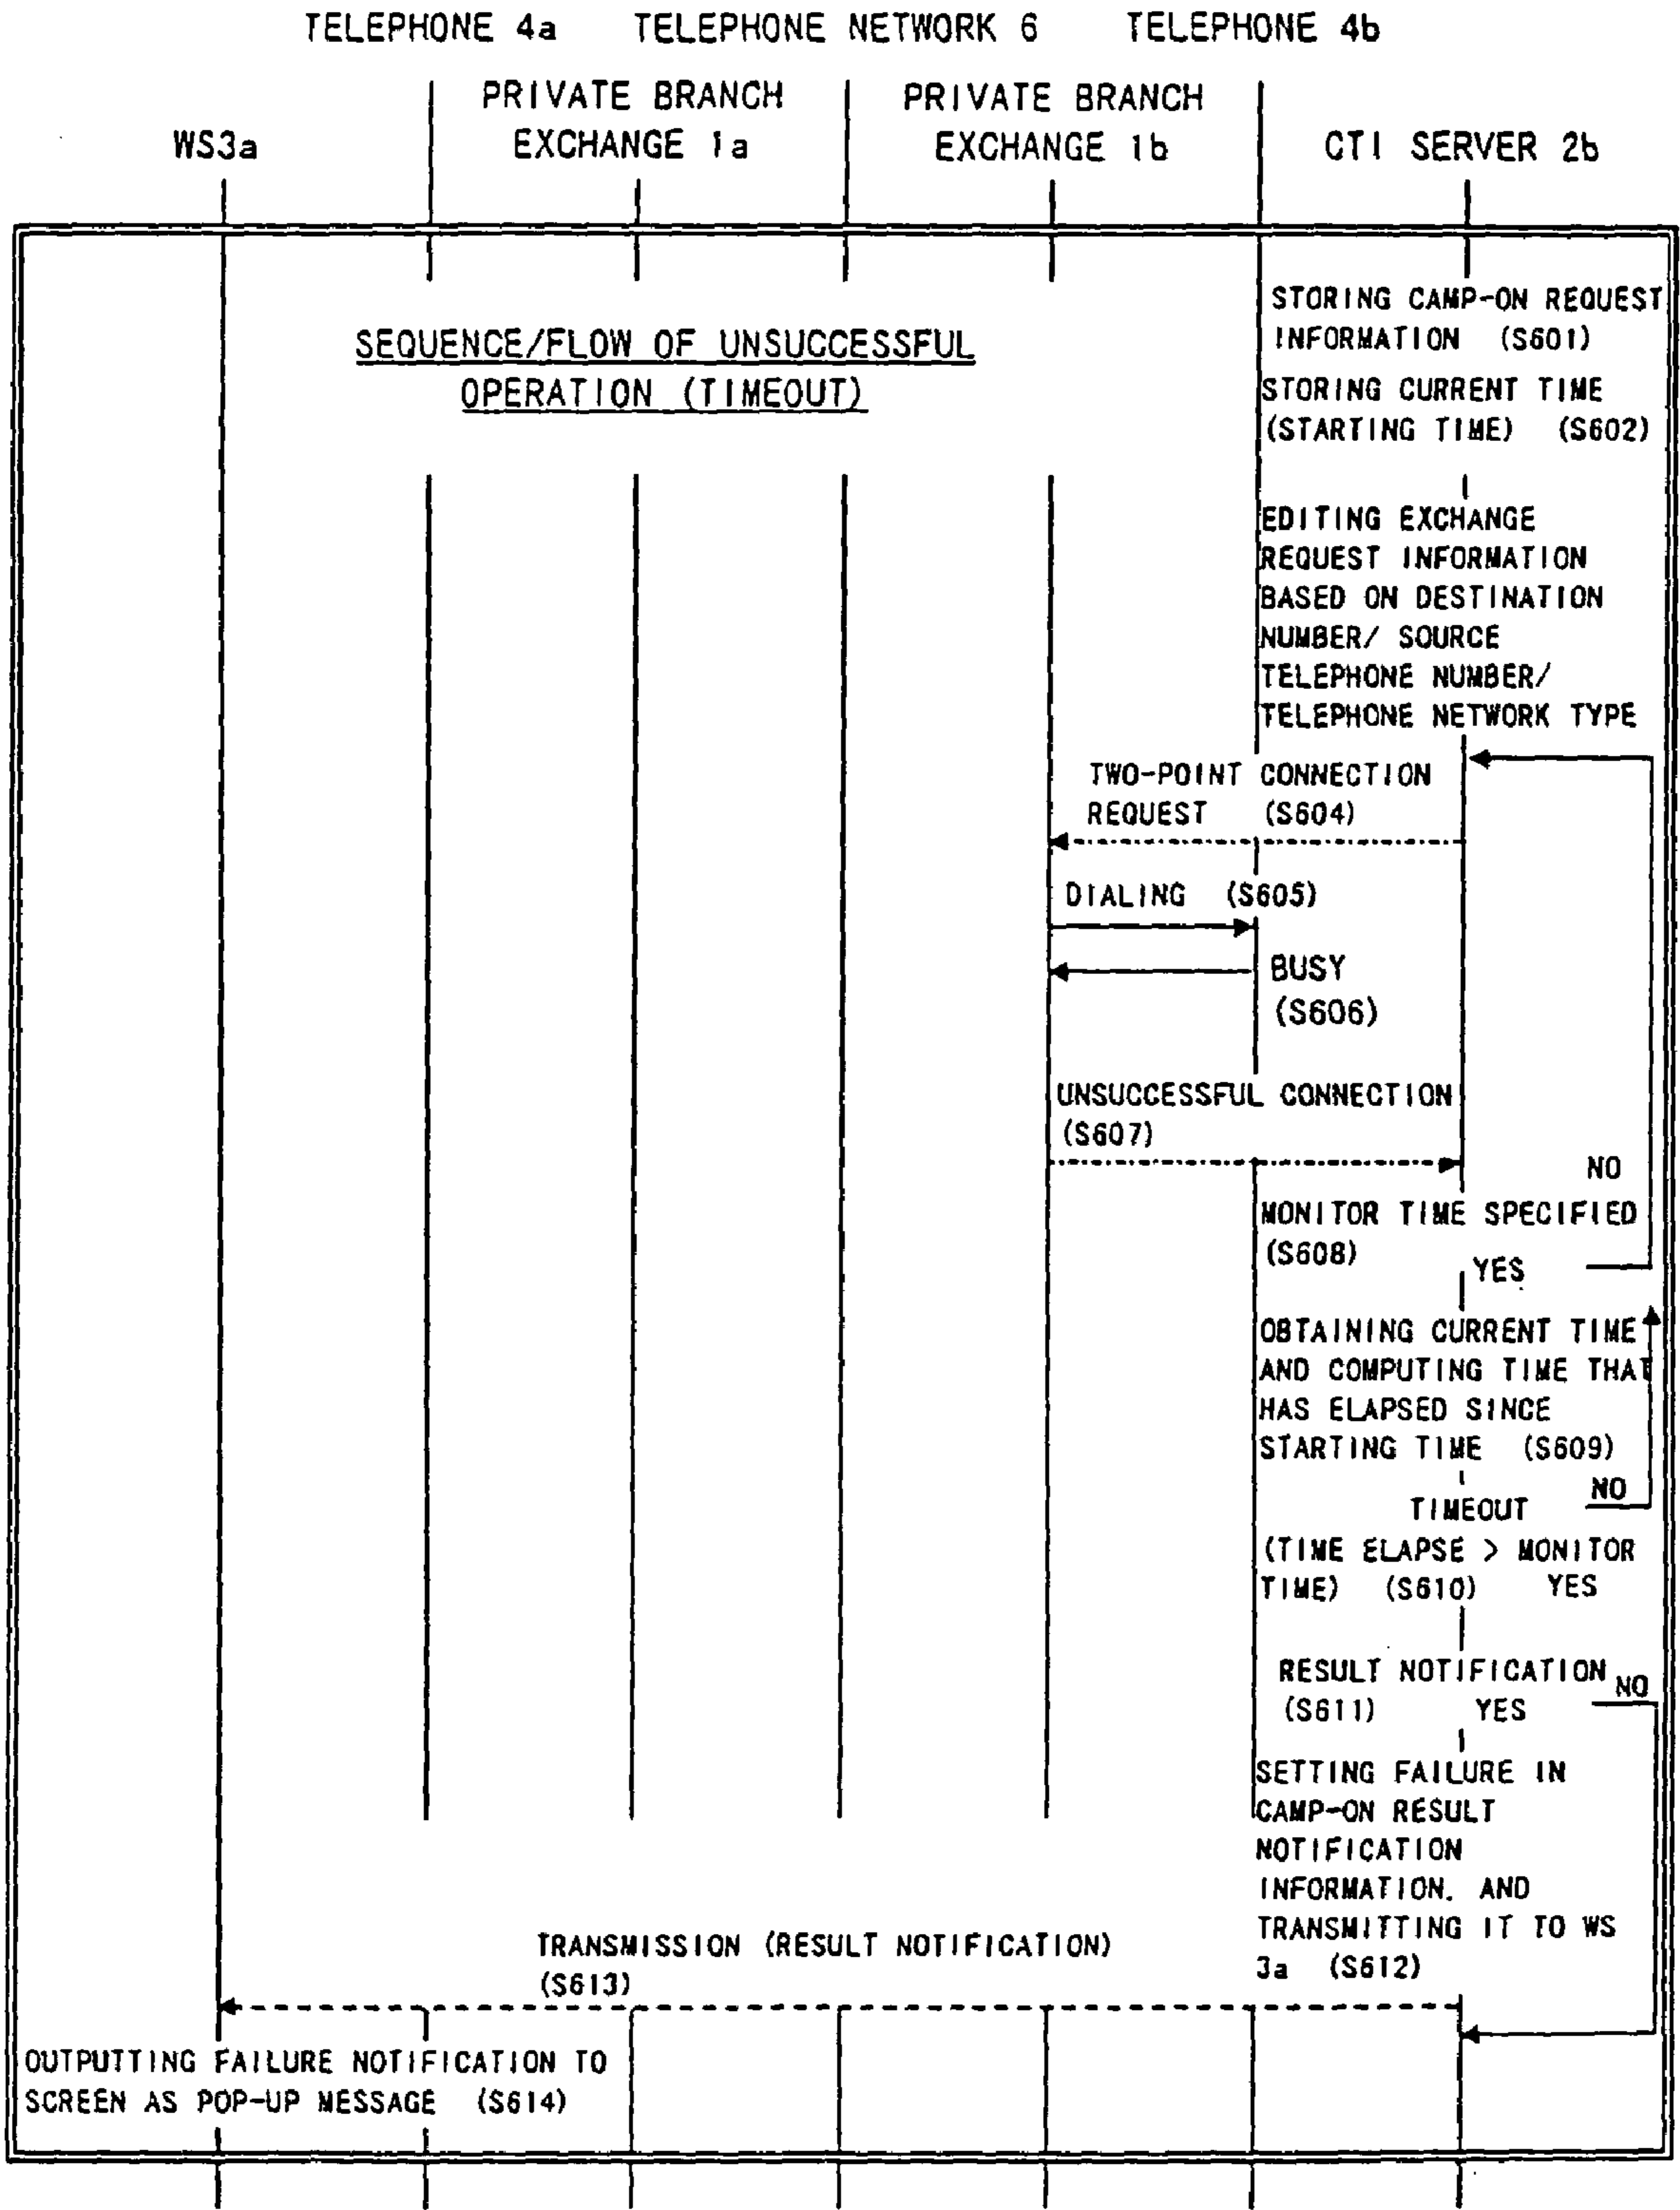 TELEPHONE 4a TELEPHONE NETWORK 6 TELEPHONE 4b
PRIVATE BRANCH
EXCHANGE 1a
PRIVATE BRANCH
EXCHANGE 1b
WS3a
CTI SERVER 2b
SEQUENCE/FLOW OF UNSUCCESSFUL
OPERATION (TIMEOUT)
STORING CAMP-ON REQUEST
INFORMATION (S601)
STORING CURRENT TIME
(STARTING TIME) (S602)
EDITING EXCHANGE
REQUEST INFORMATION
BASED ON DESTINATION
NUMBER/ SOURCE
TELEPHONE NUMBER/
TELEPHONE NETWORK TYPE
TWO-POINT CONNECTION
REQUEST (S604)
DIALING (S605)
BUSY
(S606)
UNSUCCESSFUL CONNECTION
(S607)
NO
MONITOR TIME SPECIFIED
(S608)
YES
OBTAINING CURRENT TIME
AND COMPUTING TIME THAT
HAS ELAPSED SINCE
STARTING TIME (S609)
NO
TIMEOUT
(TIME ELAPSE > MONITOR
TIME) (S610) YES
RESULT NOTIFICATION
NO
(S611) YES
SETTING FAILURE IN
CAMP-ON RESULT
NOTIFICATION
INFORMATION. AND
TRANSMITTING IT TO WS
3a (S612)
TRANSMISSION (RESULT NOTIFICATION)
(S613)
OUTPUTTING FAILURE NOTIFICATION TO
SCREEN AS POP-UP MESSAGE (S614)